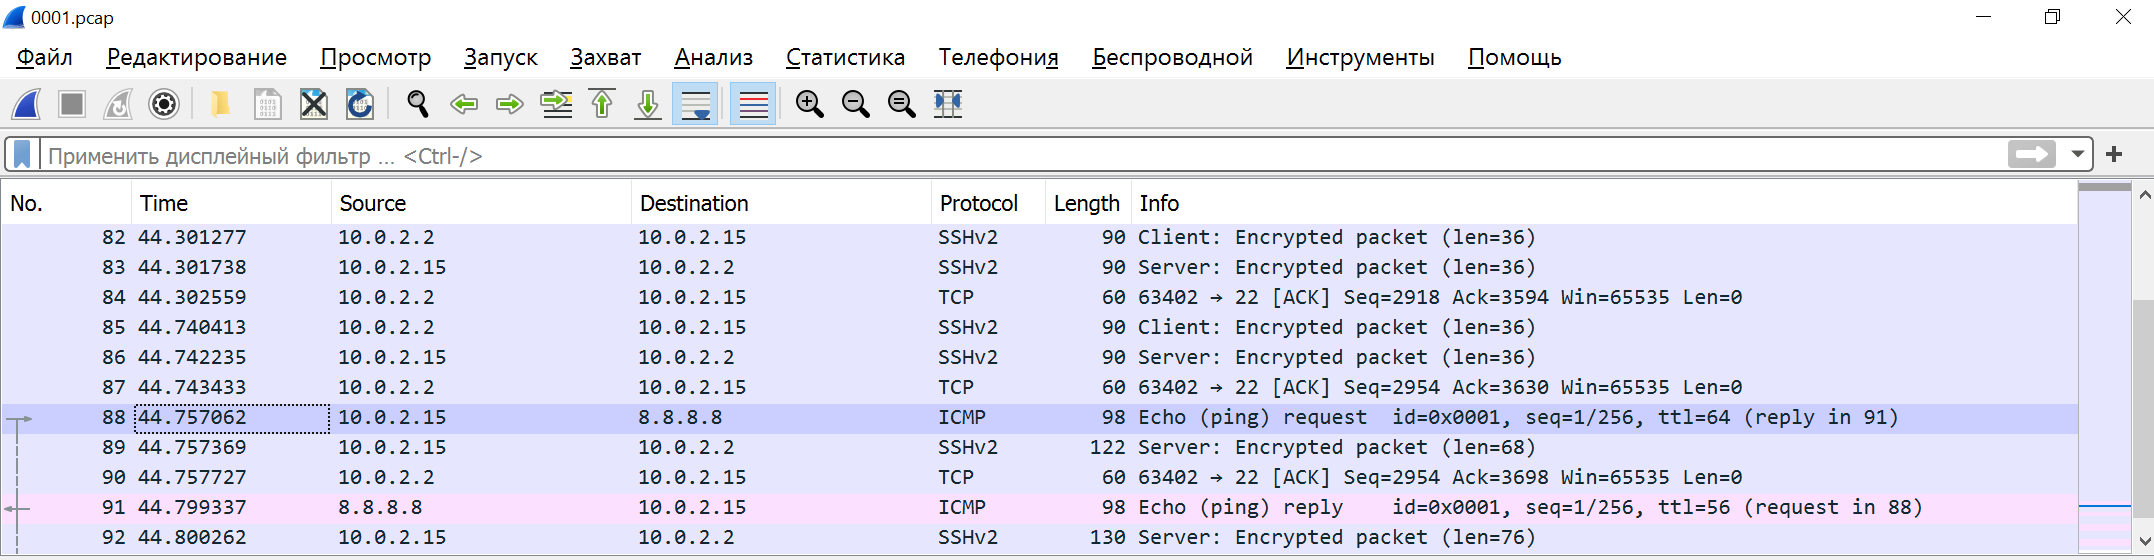 0001.pcap
Файл Редактирование Просмотр Запуск Захват Анализ Статистика Телефония Беспроводной Инструменты Помощь
Применить дисплейный фильтр ... <Ctrl-/>
No. Time Source Destination Protocol Length Info
82 44.301277 10.0.2.2 10.0.2.15 SSHv2 90 Client: Encrypted packet (len=36)
83 44.301738 10.0.2.15 10.0.2.2 SSHv2 90 Server: Encrypted packet (len=36)
84 44.302559 10.0.2.2 10.0.2.15 TCP 60 63402 → 22 [ACK] Seq=2918 Ack=3594 Win=65535 Len=0
85 44.740413 10.0.2.2 10.0.2.15 SSHv2 90 Client: Encrypted packet (len=36)
86 44.742235 10.0.2.15 10.0.2.2 SSHv2 90 Server: Encrypted packet (len=36)
87 44.743433 10.0.2.2 10.0.2.15 TCP 60 63402 → 22 [ACK] Seq=2954 Ack=3630 Win=65535 Len=0
88 44.757062 10.0.2.15 8.8.8.8 ICMP 98 Echo (ping) request id=0x0001, seq=1/256, ttl=64 (reply in 91)
89 44.757369 10.0.2.15 10.0.2.2 SSHv2 122 Server: Encrypted packet (len=68)
90 44.757727 10.0.2.2 10.0.2.15 TCP 60 63402 → 22 [ACK] Seq=2954 Ack=3698 Win=65535 Len=0
91 44.799337 8.8.8.8 10.0.2.15 ICMP 98 Echo (ping) reply id=0x0001, seq=1/256, ttl=56 (request in 88)
92 44.800262 10.0.2.15 10.0.2.2 SSHv2 130 Server: Encrypted packet (len=76)